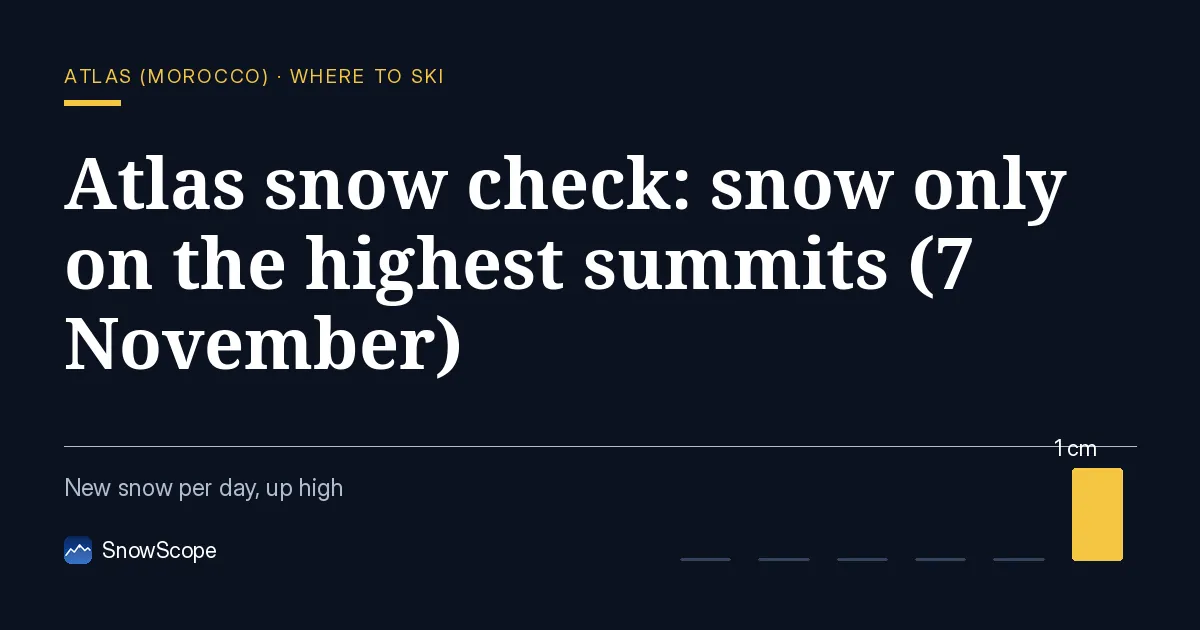 ATLAS (MOROCCO) · WHERE TO SKI
Atlas snow check: snow only
on the highest summits (7
November)
1 cm
New snow per day, up high
SnowScope